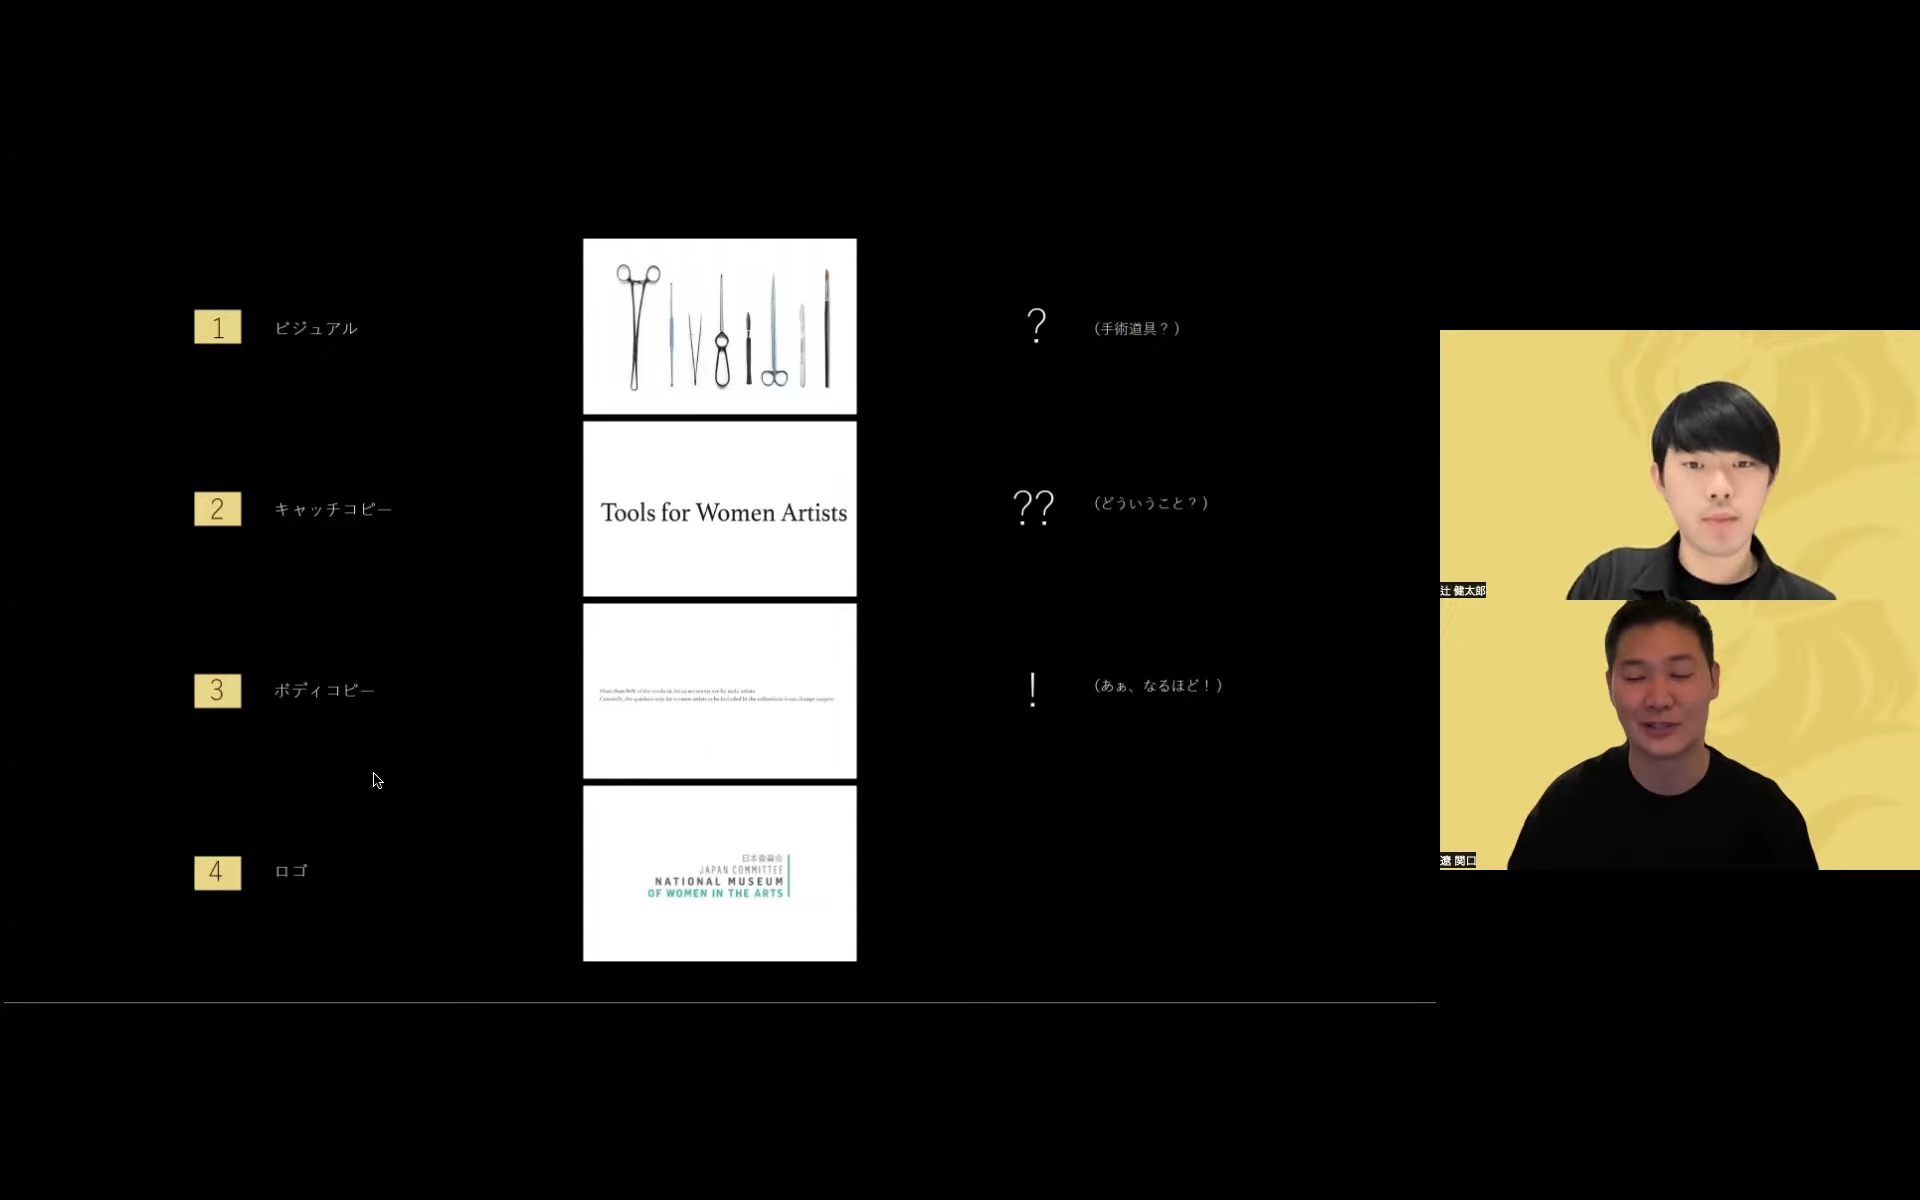 1
ビジュアル
?
（手術道具？）
2
キャッチコピー
Tools for Women Artists
??
（どういうこと？）
3
ボディコピー
!
（あぁ、なるほど！）
4
ロゴ
日本委員会
JAPAN COMMITTEE
NATIONAL MUSEUM
OF WOMEN IN THE ARTS
辻 健太郎
遼 関口